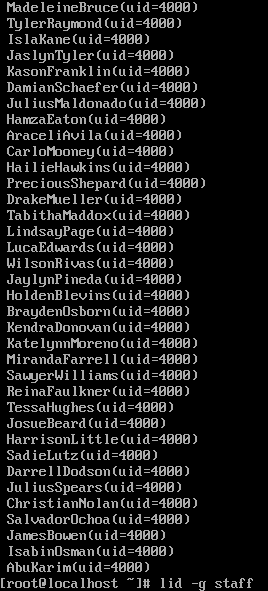 MadeleineBruce(uid=4000)
TylerRaymond(uid=4000)
IslaKane(uid=4000)
JaslynTyler(uid=4000)
KasonFranklin(uid=4000)
DamianSchaefer(uid=4000)
JuliusMaldonado(uid=4000)
HamzaEaton(uid=4000)
AraceliAvila(uid=4000)
CarloMooney(uid=4000)
HailieHawkins(uid=4000)
PreciousShepard(uid=4000)
DrakeMueller(uid=4000)
TabithaMaddox(uid=4000)
LindsayPage(uid=4000)
LucaEdwards(uid=4000)
WilsonRivas(uid=4000)
JaylynPineda(uid=4000)
HoldenBlevins(uid=4000)
BraydenOsborn(uid=4000)
KendraDonovan(uid=4000)
KatelynnMoreno(uid=4000)
MirandaFarrell(uid=4000)
SawyerWilliams(uid=4000)
ReinaFaulkner(uid=4000)
TessaHughes(uid=4000)
JosueBeard(uid=4000)
HarrisonLittle(uid=4000)
SadieLutz(uid=4000)
DarrellDodson(uid=4000)
JuliusSpears(uid=4000)
ChristianNolan(uid=4000)
SalvadorOchoa(uid=4000)
JamesBowen(uid=4000)
IsabinOsman(uid=4000)
AbuKarim(uid=4000)
[root@localhost ~]# lid -g staff